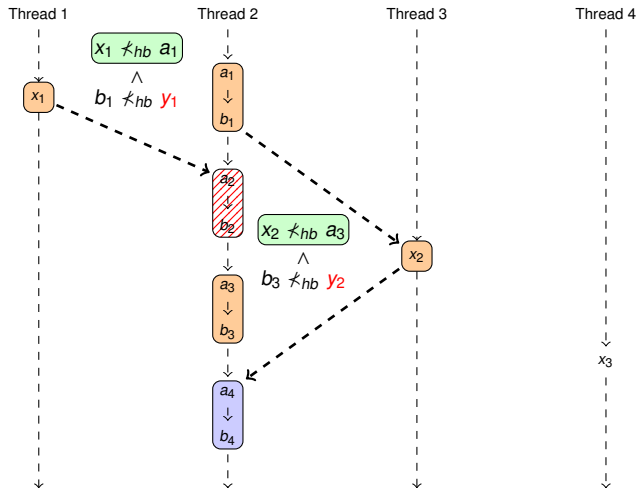 Thread 1 Thread 2 Thread 3 Thread 4
x₁ ⊀hb a₁
∧
b₁ ⊀hb y₁
x₁
a₁
↓
b₁
a₂
↓
b₂
x₂ ⊀hb a₃
∧
b₃ ⊀hb y₂
x₂
a₃
↓
b₃
x₃
a₄
↓
b₄